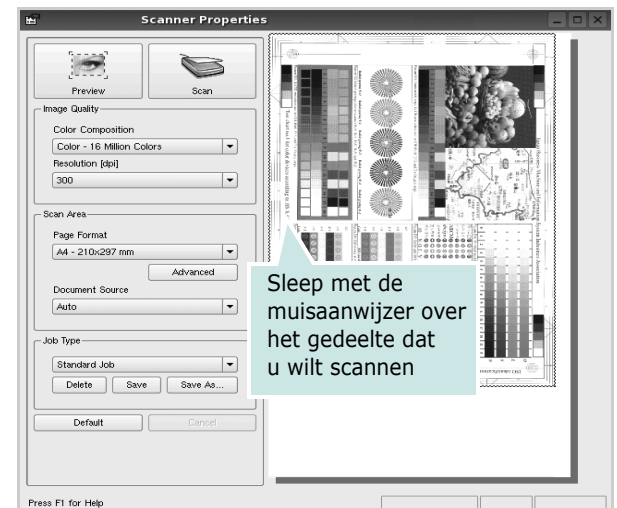 Scanner Properties
Preview
Scan
Image Quality
Color Composition
Color - 16 Million Colors
Resolution [dpi]
300
Scan Area
Page Format
A4 - 210x297 mm
Advanced
Document Source
Auto
Job Type
Standard Job
Delete Save Save As...
Default Cancel
Press F1 for Help
Sleep met de
muisaanwijzer over
het gedeelte dat
u wilt scannen